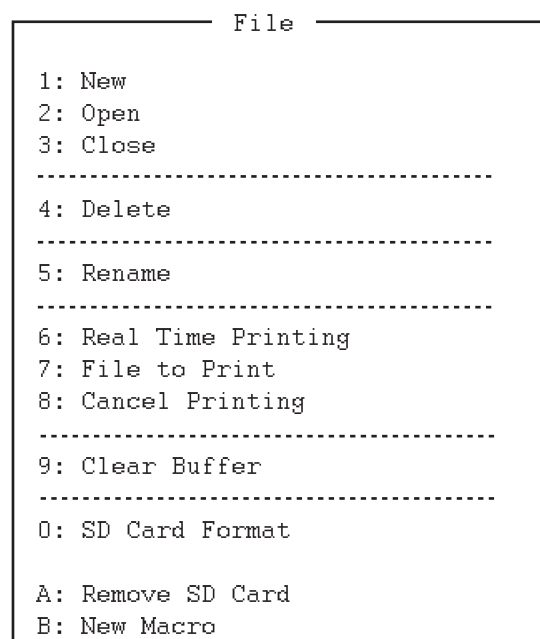 File
1: New
2: Open
3: Close
4: Delete
5: Rename
6: Real Time Printing
7: File to Print
8: Cancel Printing
9: Clear Buffer
0: SD Card Format
A: Remove SD Card
B: New Macro